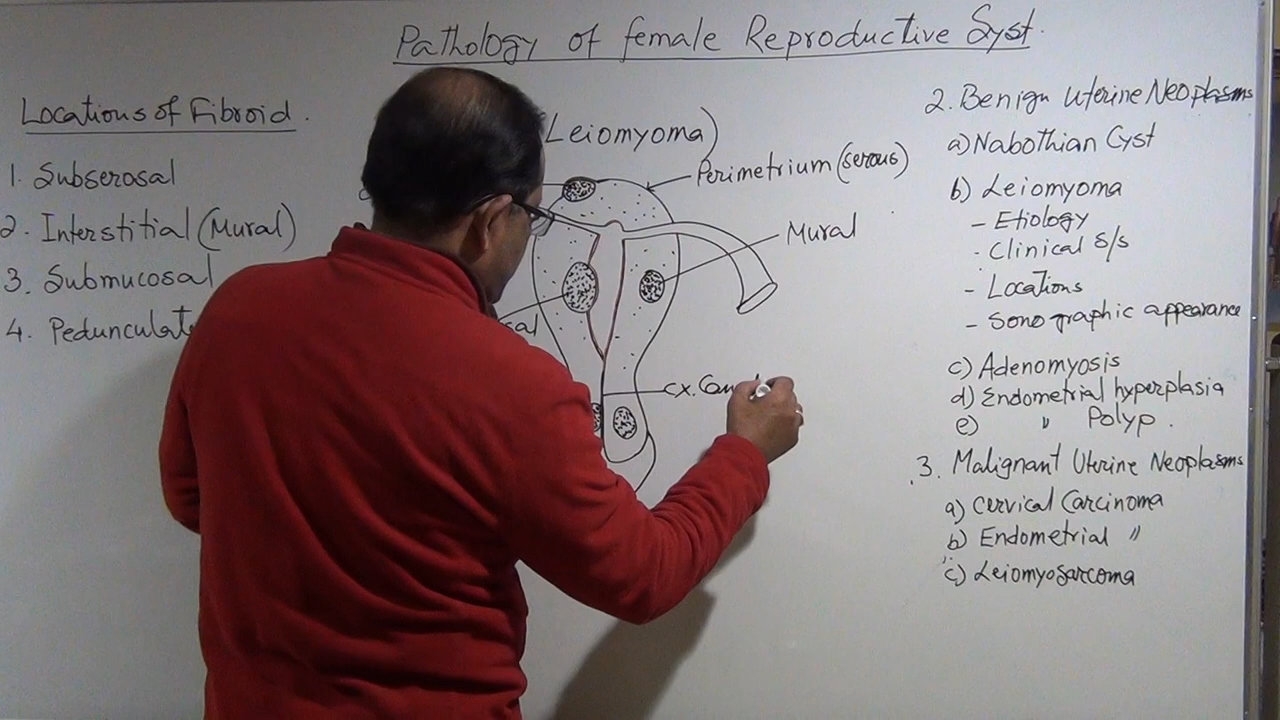 Pathology of female Reproductive Syst.
Locations of Fibroid.
1. Subserosal
2. Interstitial (Mural)
3. Submucosal
4. Pedunculat
Leiomyoma)
Perimetrium (serous)
Mural
sal
Cx. Can
2. Benign Uterine Neoplasms
a) Nabothian Cyst
b) Leiomyoma
- Etiology
- Clinical s/s
- Locations
- Sonographic appearance
c) Adenomyosis
d) Endometrial hyperplasia
e) " Polyp.
3. Malignant Uterine Neoplasms
a) Cervical Carcinoma
b) Endometrial "
c) Leiomyosarcoma